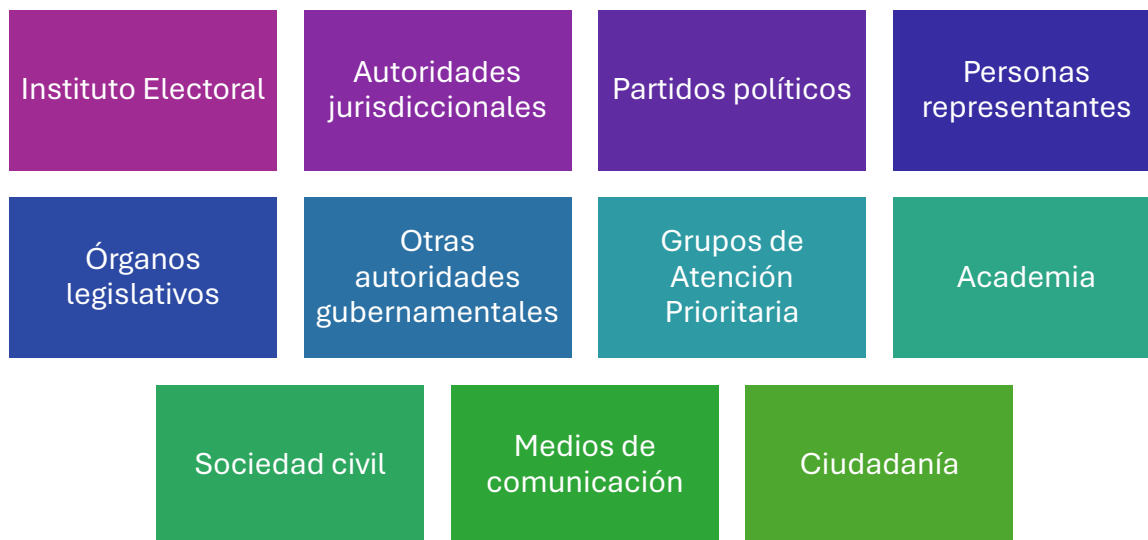 Instituto Electoral
Autoridades
jurisdiccionales
Partidos políticos
Personas
representantes
Órganos
legislativos
Otras
autoridades
gubernamentales
Grupos de
Atención
Prioritaria
Academia
Sociedad civil
Medios de
comunicación
Ciudadanía